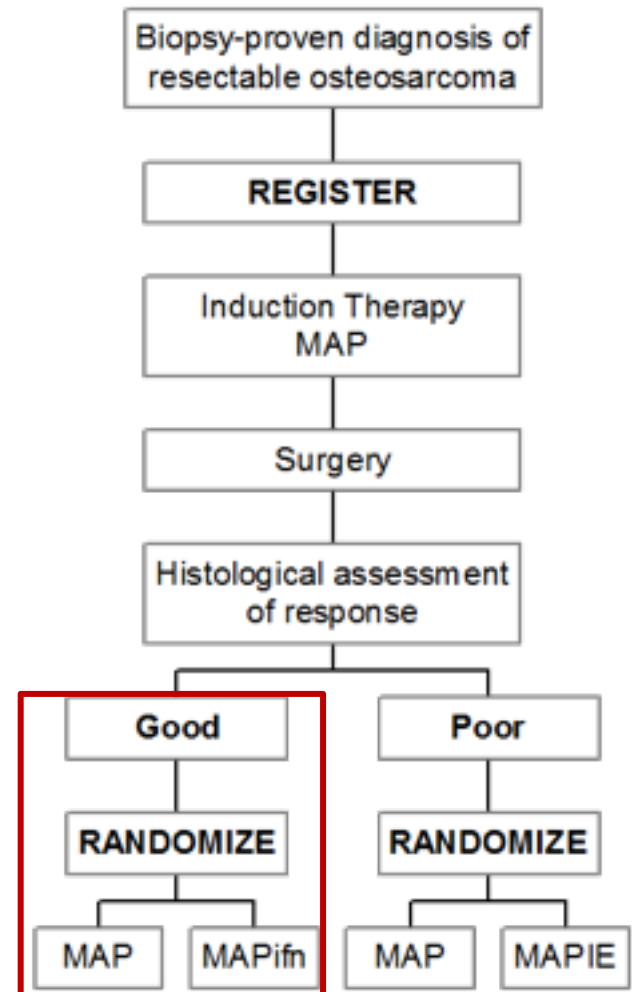 Biopsy-proven diagnosis of
resectable osteosarcoma
REGISTER
Induction Therapy
MAP
Surgery
Histological assessment
of response
Good
Poor
RANDOMIZE
RANDOMIZE
MAP
MAPifn
MAP
MAPIE